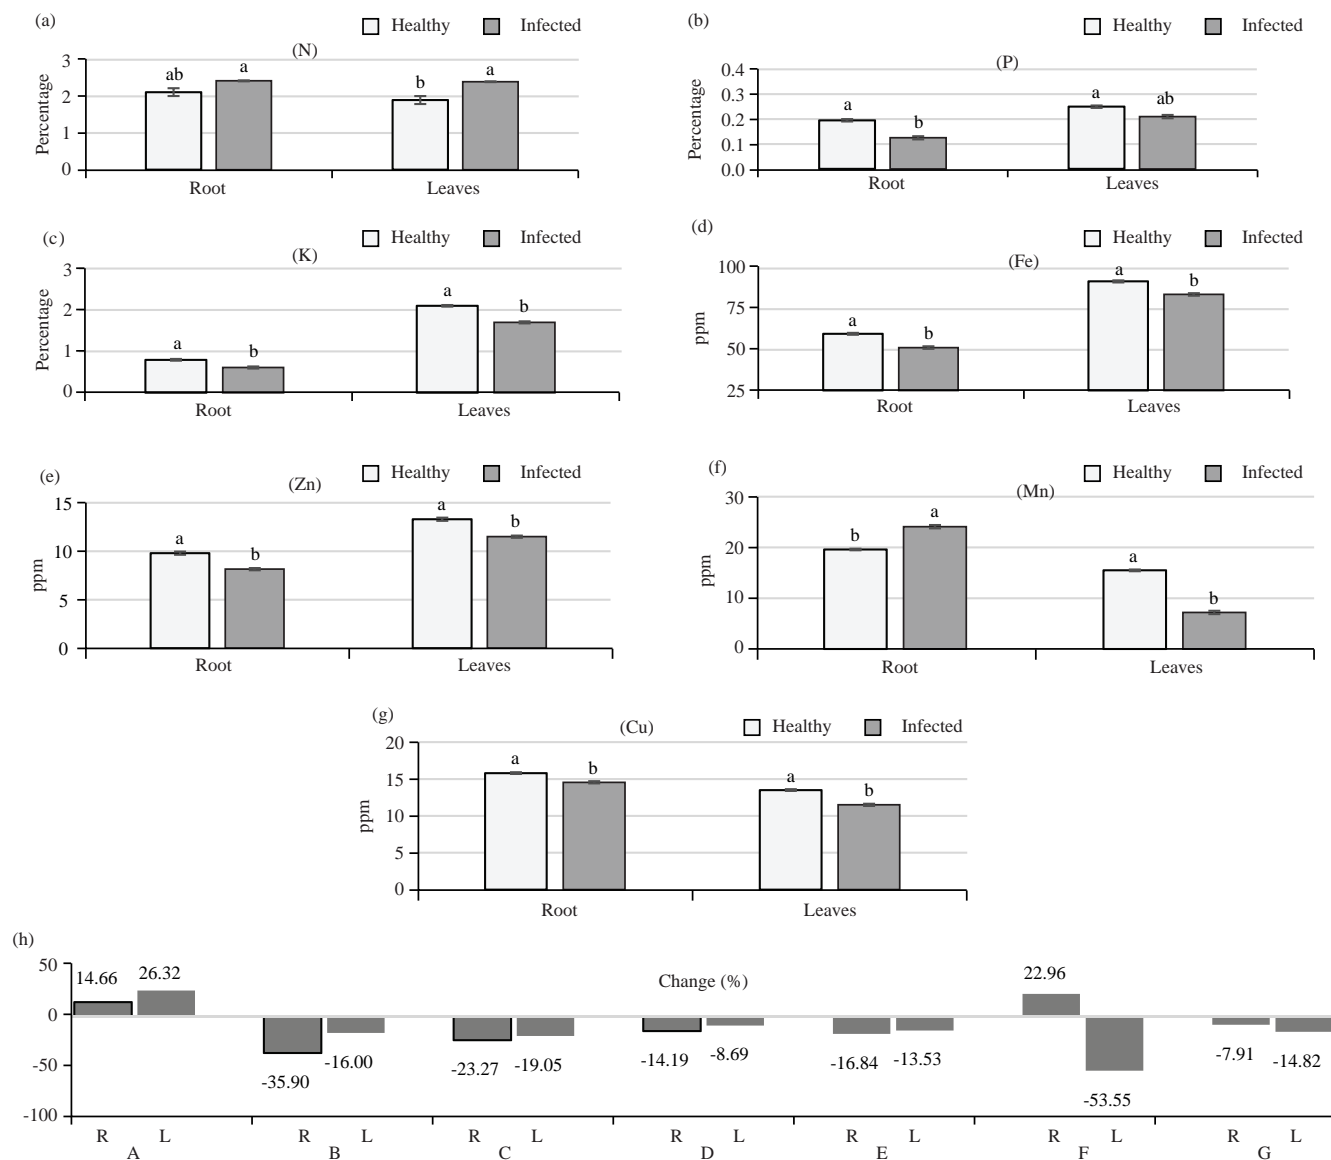 (a)
Healthy Infected
(N)
Percentage
3
2
1
0
ab a b a
Root Leaves
(b)
Healthy Infected
(P)
Percentage
0.4
0.3
0.2
0.1
0.0
a b a ab
Root Leaves
(c)
Healthy Infected
(K)
Percentage
3
2
1
0
a b a b
Root Leaves
(d)
Healthy Infected
(Fe)
ppm
100
75
50
25
a b a b
Root Leaves
(e)
Healthy Infected
(Zn)
ppm
15
10
5
0
a b a b
Root Leaves
(f)
Healthy Infected
(Mn)
ppm
30
20
10
0
b a a b
Root Leaves
(g)
Healthy Infected
(Cu)
ppm
20
15
10
5
0
a b a b
Root Leaves
(h)
Change (%)
50
0
-50
-100
14.66 26.32 -35.90 -16.00 -23.27 -19.05 -14.19 -8.69 -16.84 -13.53 22.96 -53.55 -7.91 -14.82
R L R L R L R L R L R L R L
A B C D E F G